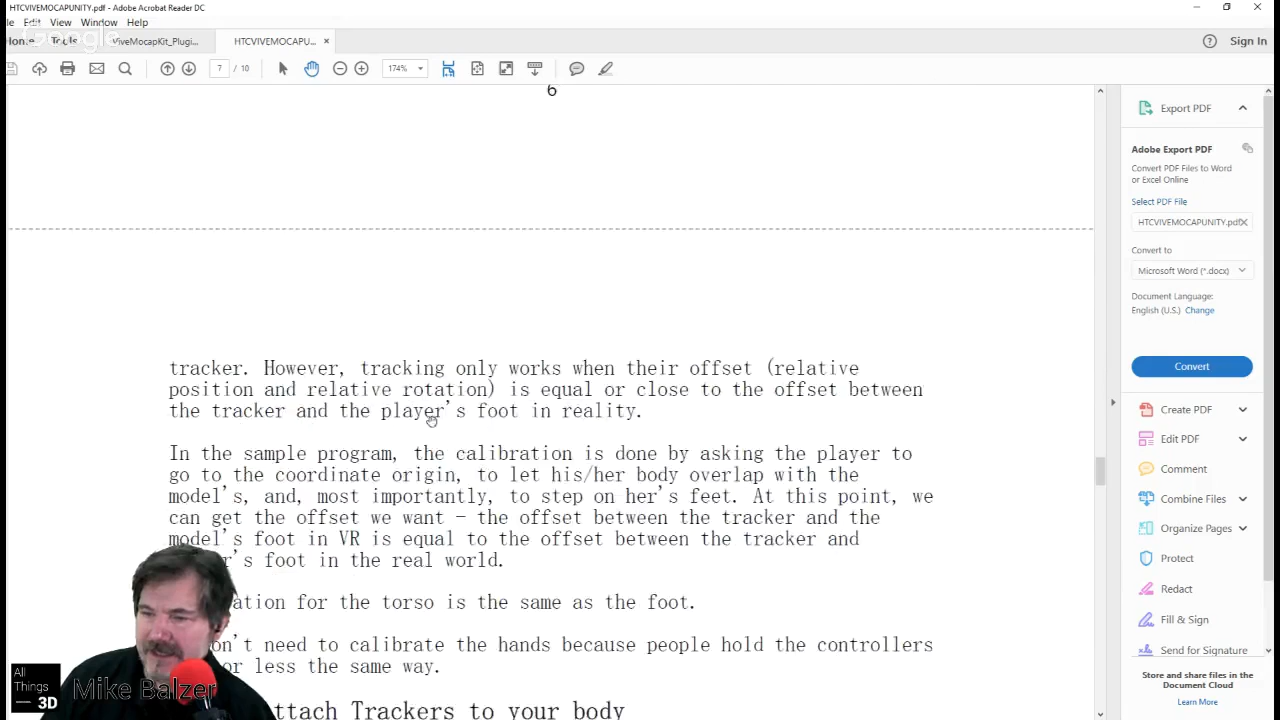 HTCVIVEMOCAPUNITY.pdf - Adobe Acrobat Reader DC
Edit View Window Help
Google
Home Tools ViveMocapKit_Plugi... HTCVIVEMOCAPU... ×
Sign In
7 / 10 174%
6
tracker. However, tracking only works when their offset (relative
position and relative rotation) is equal or close to the offset between
the tracker and the player's foot in reality.
In the sample program, the calibration is done by asking the player to
go to the coordinate origin, to let his/her body overlap with the
model's, and, most importantly, to step on her's feet. At this point, we
can get the offset we want – the offset between the tracker and the
model's foot in VR is equal to the offset between the tracker and
r's foot in the real world.
ation for the torso is the same as the foot.
on't need to calibrate the hands because people hold the controllers
or less the same way.
ttach Trackers to your body
Export PDF
Adobe Export PDF
Convert PDF Files to Word
or Excel Online
Select PDF File
HTCVIVEMOCAPUNITY.pdf
Convert to
Microsoft Word (*.docx)
Document Language:
English (U.S.) Change
Convert
Create PDF
Edit PDF
Comment
Combine Files
Organize Pages
Protect
Redact
Fill & Sign
Send for Signature
Store and share files in the
Document Cloud
Learn More
All
Things
— 3D
Mike Balzer